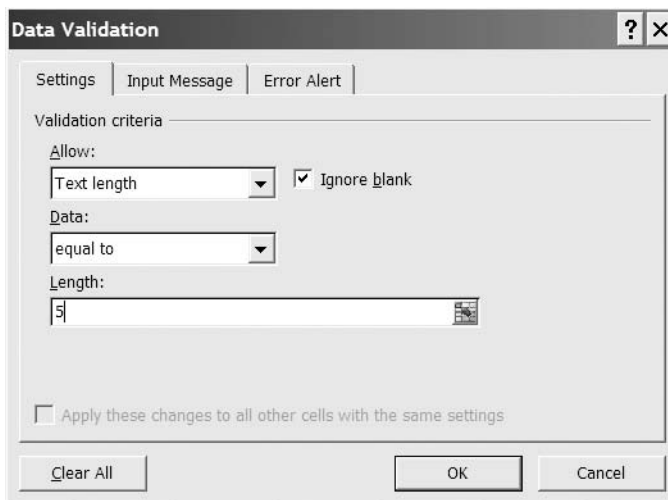 Data Validation ? ×
Settings Input Message Error Alert
Validation criteria
Allow:
Text length Ignore blank
Data:
equal to
Length:
5
Apply these changes to all other cells with the same settings
Clear All OK Cancel